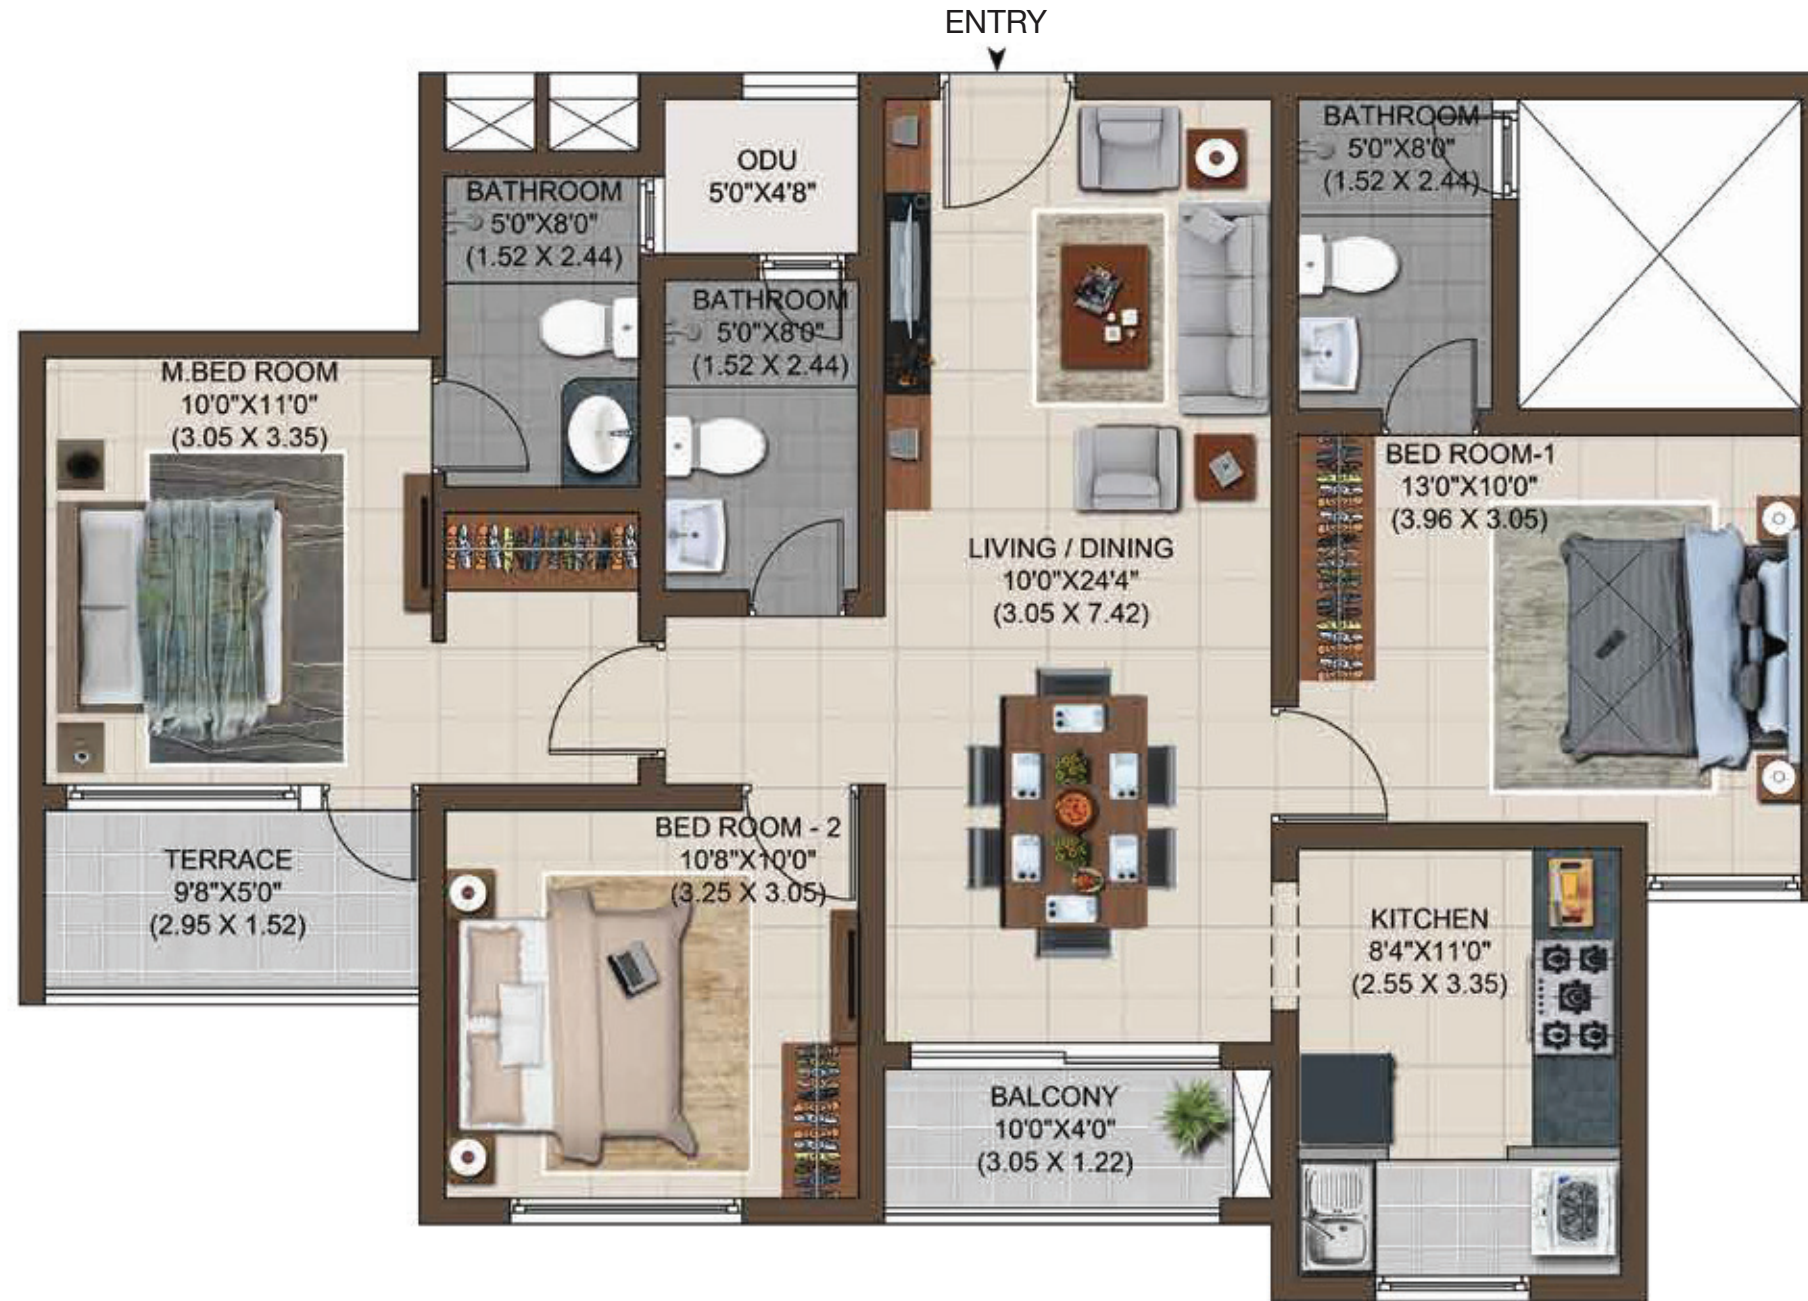 ENTRY
BATHROOM
5'0"X8'0"
(1.52 X 2.44)
ODU
5'0"X4'8"
BATHROOM
5'0"X8'0"
(1.52 X 2.44)
BATHROOM
5'0"X8'0"
(1.52 X 2.44)
M.BED ROOM
10'0"X11'0"
(3.05 X 3.35)
BED ROOM-1
13'0"X10'0"
(3.96 X 3.05)
LIVING / DINING
10'0"X24'4"
(3.05 X 7.42)
BED ROOM - 2
10'8"X10'0"
(3.25 X 3.05)
TERRACE
9'8"X5'0"
(2.95 X 1.52)
KITCHEN
8'4"X11'0"
(2.55 X 3.35)
BALCONY
10'0"X4'0"
(3.05 X 1.22)